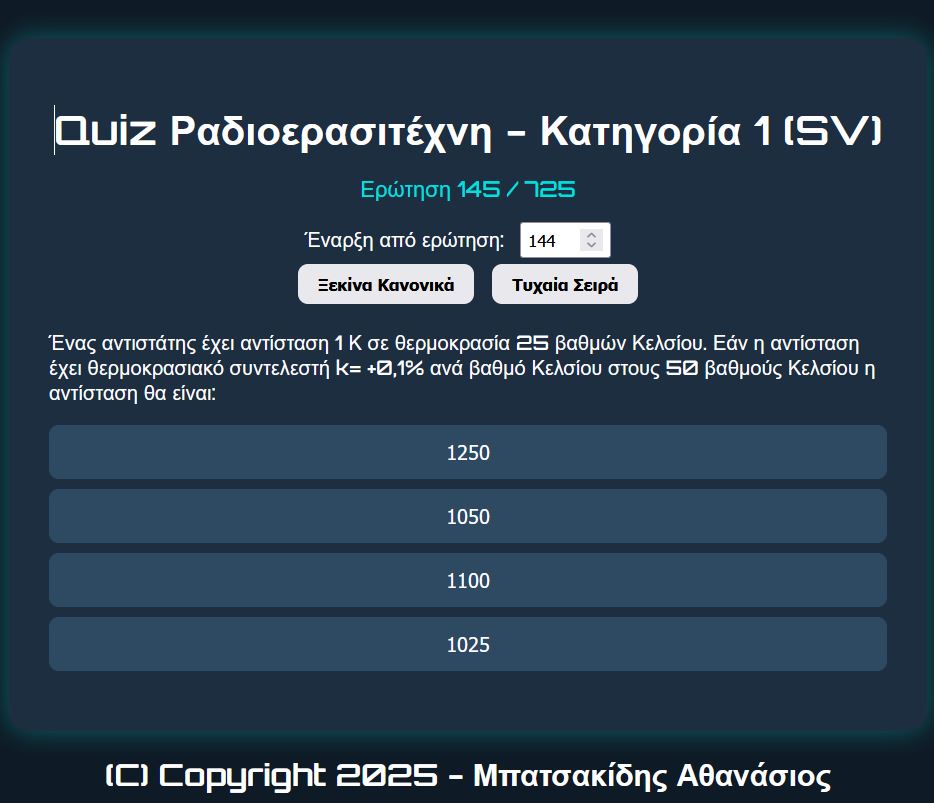 Quiz Ραδιοερασιτέχνη - Κατηγορία 1 (SV)
Ερώτηση 145 / 725
Έναρξη από ερώτηση: 144
Ξεκίνα Κανονικά Τυχαία Σειρά
Ένας αντιστάτης έχει αντίσταση 1 Κ σε θερμοκρασία 25 βαθμών Κελσίου. Εάν η αντίσταση
έχει θερμοκρασιακό συντελεστή k= +0,1% ανά βαθμό Κελσίου στους 50 βαθμούς Κελσίου η
αντίσταση θα είναι:
1250
1050
1100
1025
(C) Copyright 2025 - Μπατσακίδης Αθανάσιος